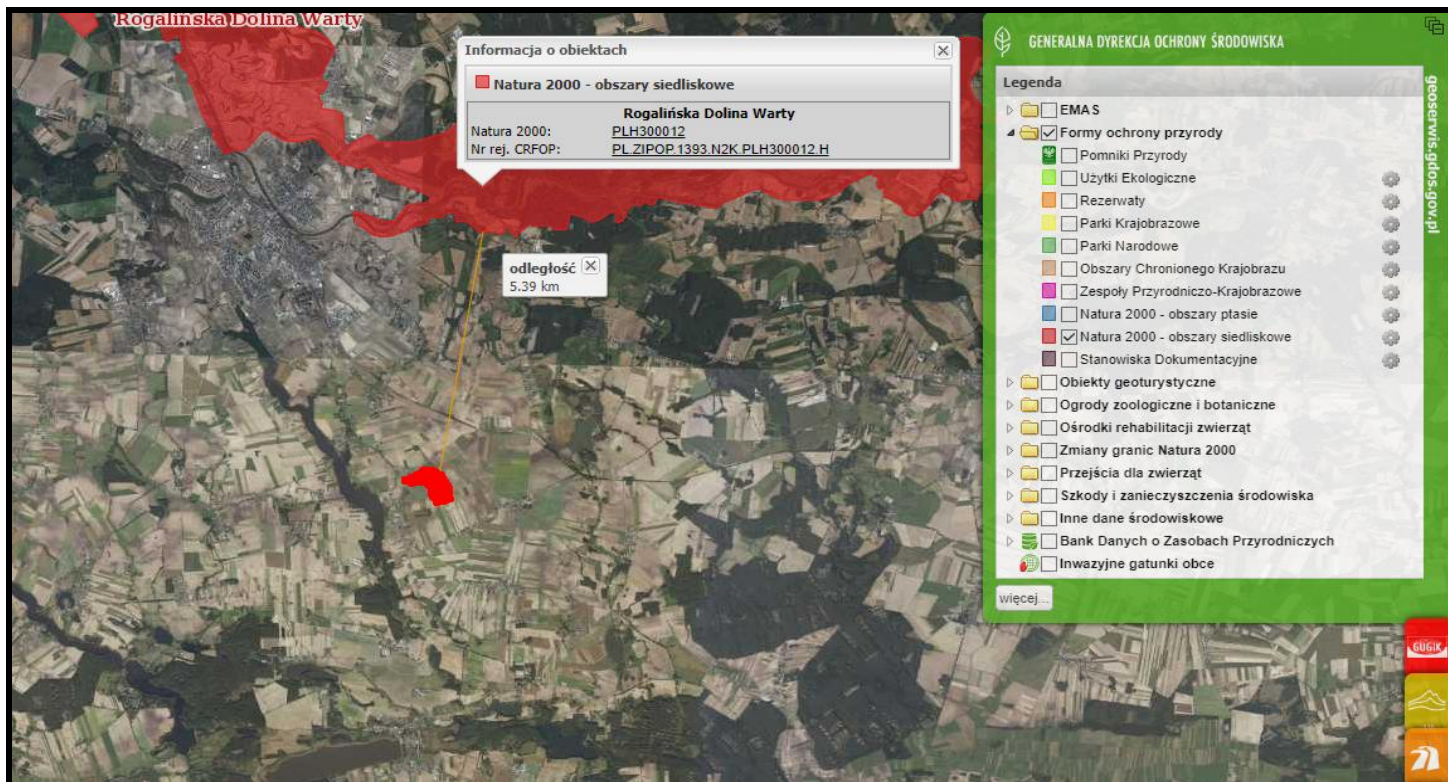 Rogalińska Dolina Warty
Informacja o obiektach
Natura 2000 - obszary siedliskowe
Rogalińska Dolina Warty
Natura 2000: PLH300012
Nr rej. CRFOP: PL.ZIPOP.1393.N2K.PLH300012.H
odległość
5.39 km
GENERALNA DYREKCJA OCHRONY ŚRODOWISKA
Legenda
EMAS
Formy ochrony przyrody
Pomniki Przyrody
Użytki Ekologiczne
Rezerwaty
Parki Krajobrazowe
Parki Narodowe
Obszary Chronionego Krajobrazu
Zespoły Przyrodniczo-Krajobrazowe
Natura 2000 - obszary ptasie
Natura 2000 - obszary siedliskowe
Stanowiska Dokumentacyjne
Obiekty geoturystyczne
Ogrody zoologiczne i botaniczne
Ośrodki rehabilitacji zwierząt
Zmiany granic Natura 2000
Przejścia dla zwierząt
Szkody i zanieczyszczenia środowiska
Inne dane środowiskowe
Bank Danych o Zasobach Przyrodniczych
Inwazyjne gatunki obce
więcej...
geoserwis.gdos.gov.pl
GUGiK